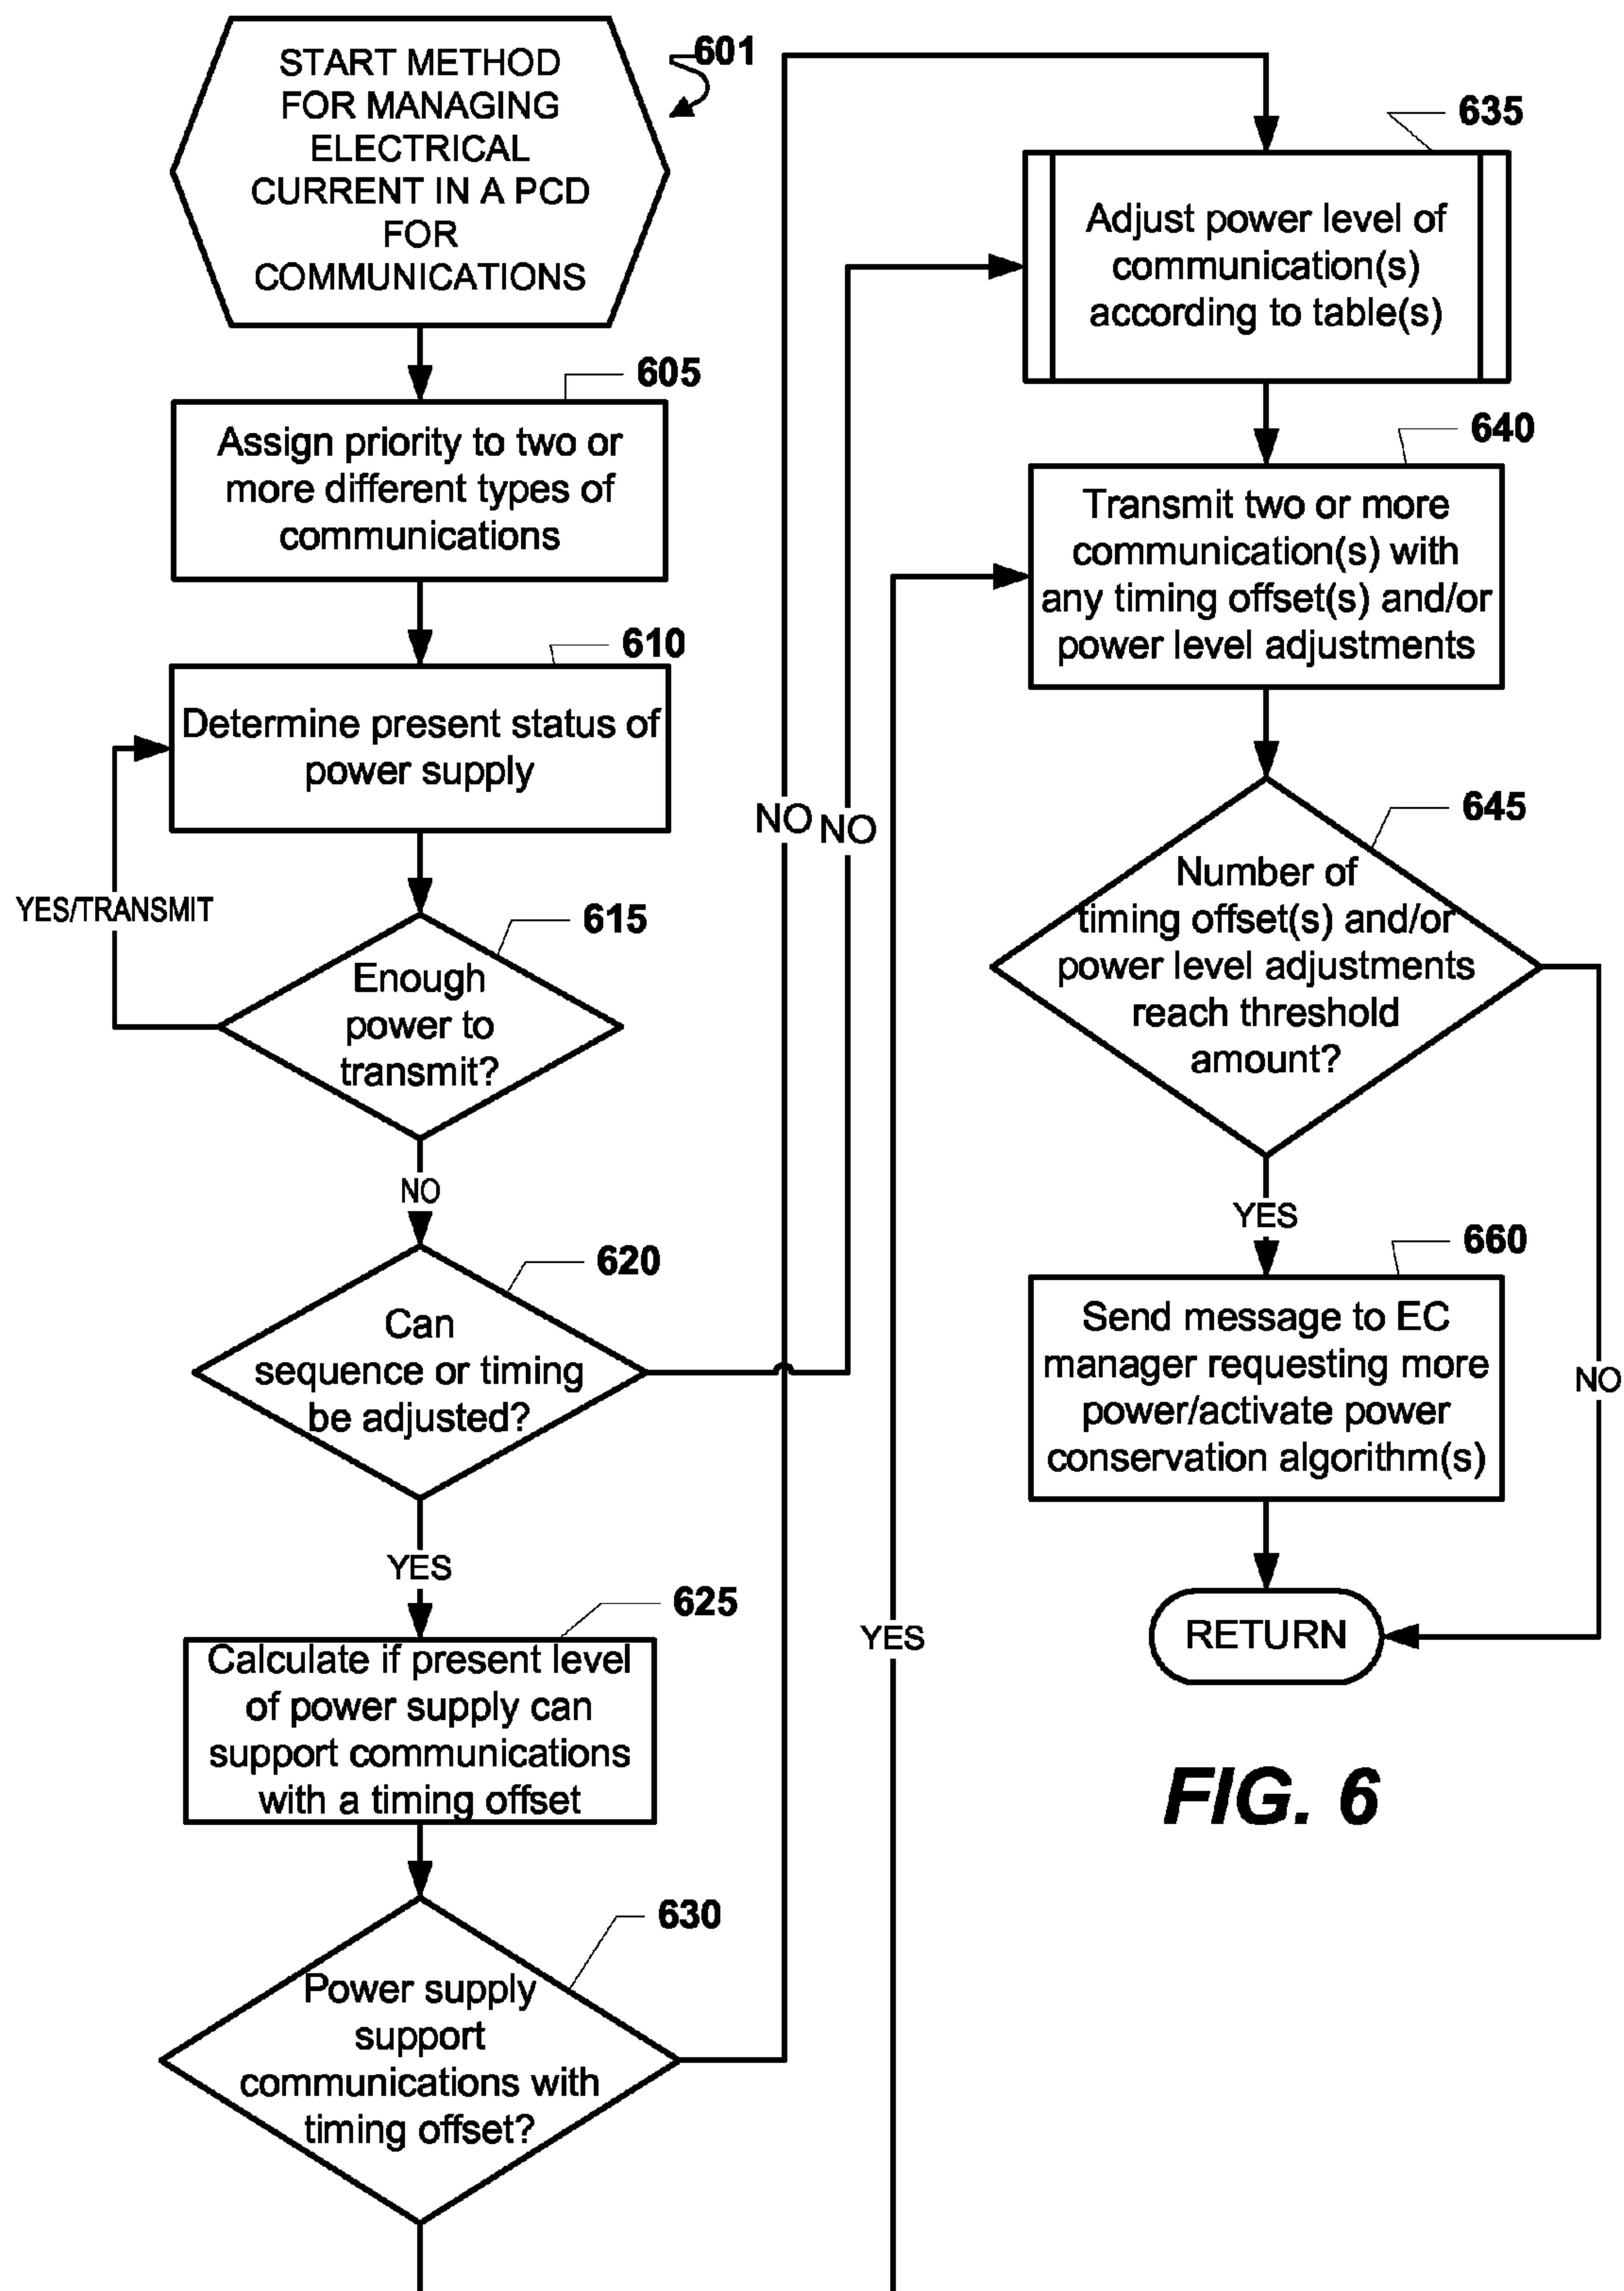 START METHOD
FOR MANAGING
ELECTRICAL
CURRENT IN A PCD
FOR
COMMUNICATIONS
601
605
Assign priority to two or
more different types of
communications
610
Determine present status of
power supply
YES/TRANSMIT
615
Enough
power to
transmit?
NO
620
Can
sequence or timing
be adjusted?
YES
625
Calculate if present level
of power supply can
support communications
with a timing offset
630
Power supply
support
communications with
timing offset?
NO
NO
YES
635
Adjust power level of
communication(s)
according to table(s)
640
Transmit two or more
communication(s) with
any timing offset(s) and/or
power level adjustments
645
Number of
timing offset(s) and/or
power level adjustments
reach threshold
amount?
YES
NO
660
Send message to EC
manager requesting more
power/activate power
conservation algorithm(s)
RETURN
FIG. 6